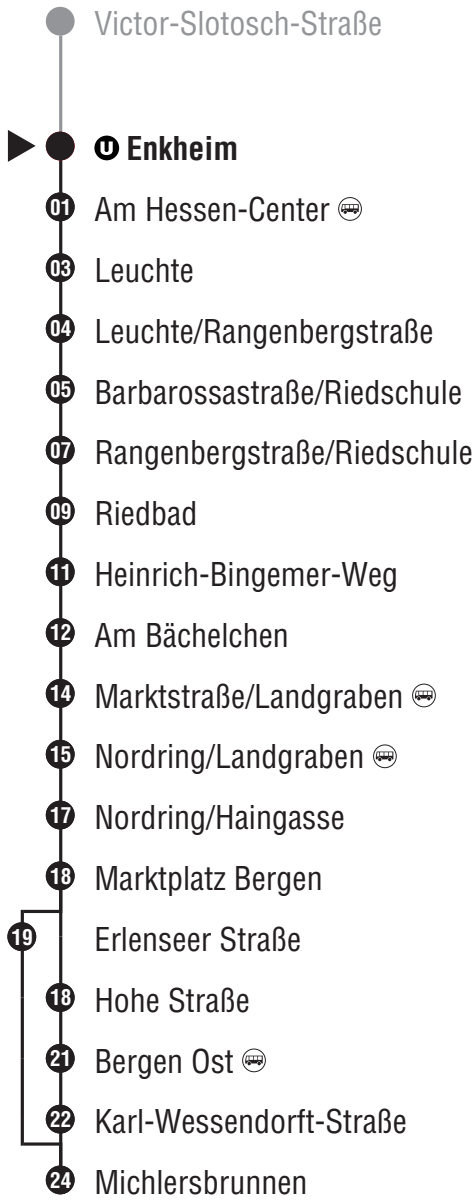 Victor-Slotosch-Straße
U Enkheim
01 Am Hessen-Center
03 Leuchte
04 Leuchte/Rangenbergstraße
05 Barbarossastraße/Riedschule
07 Rangenbergstraße/Riedschule
09 Riedbad
11 Heinrich-Bingemer-Weg
12 Am Bächelchen
14 Marktstraße/Landgraben
15 Nordring/Landgraben
17 Nordring/Haingasse
18 Marktplatz Bergen
19 Erlenseer Straße
18 Hohe Straße
21 Bergen Ost
22 Karl-Wessendorft-Straße
24 Michlersbrunnen